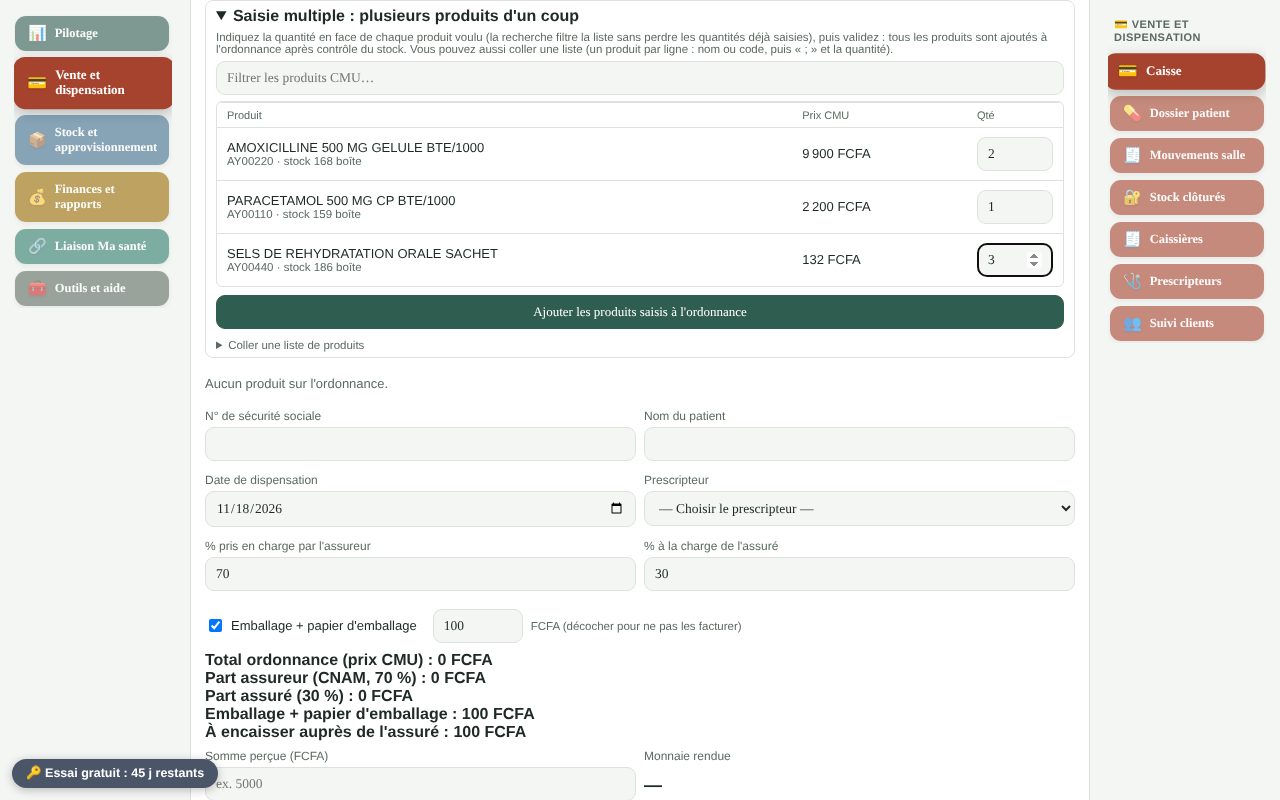 Pilotage
Vente et
dispensation
Stock et
approvisionnement
Finances et
rapports
Liaison Ma santé
Outils et aide
▼ Saisie multiple : plusieurs produits d'un coup
Indiquez la quantité en face de chaque produit voulu (la recherche filtre la liste sans perdre les quantités déjà saisies), puis validez : tous les produits sont ajoutés à
l'ordonnance après contrôle du stock. Vous pouvez aussi coller une liste (un produit par ligne : nom ou code, puis « ; » et la quantité).
Filtrer les produits CMU…
Produit Prix CMU Qté
AMOXICILLINE 500 MG GELULE BTE/1000
AY00220 · stock 168 boîte
9 900 FCFA 2
PARACETAMOL 500 MG CP BTE/1000
AY00110 · stock 159 boîte
2 200 FCFA 1
SELS DE REHYDRATATION ORALE SACHET
AY00440 · stock 186 boîte
132 FCFA 3
Ajouter les produits saisis à l'ordonnance
▶ Coller une liste de produits
Aucun produit sur l'ordonnance.
N° de sécurité sociale Nom du patient
Date de dispensation Prescripteur
11/18/2026 — Choisir le prescripteur —
% pris en charge par l'assureur % à la charge de l'assuré
70 30
Emballage + papier d'emballage 100 FCFA (décocher pour ne pas les facturer)
Total ordonnance (prix CMU) : 0 FCFA
Part assureur (CNAM, 70 %) : 0 FCFA
Part assuré (30 %) : 0 FCFA
Emballage + papier d'emballage : 100 FCFA
À encaisser auprès de l'assuré : 100 FCFA
Somme perçue (FCFA) Monnaie rendue
ex. 5000 —
Essai gratuit : 45 j restants
VENTE ET
DISPENSATION
Caisse
Dossier patient
Mouvements salle
Stock clôturés
Caissières
Prescripteurs
Suivi clients